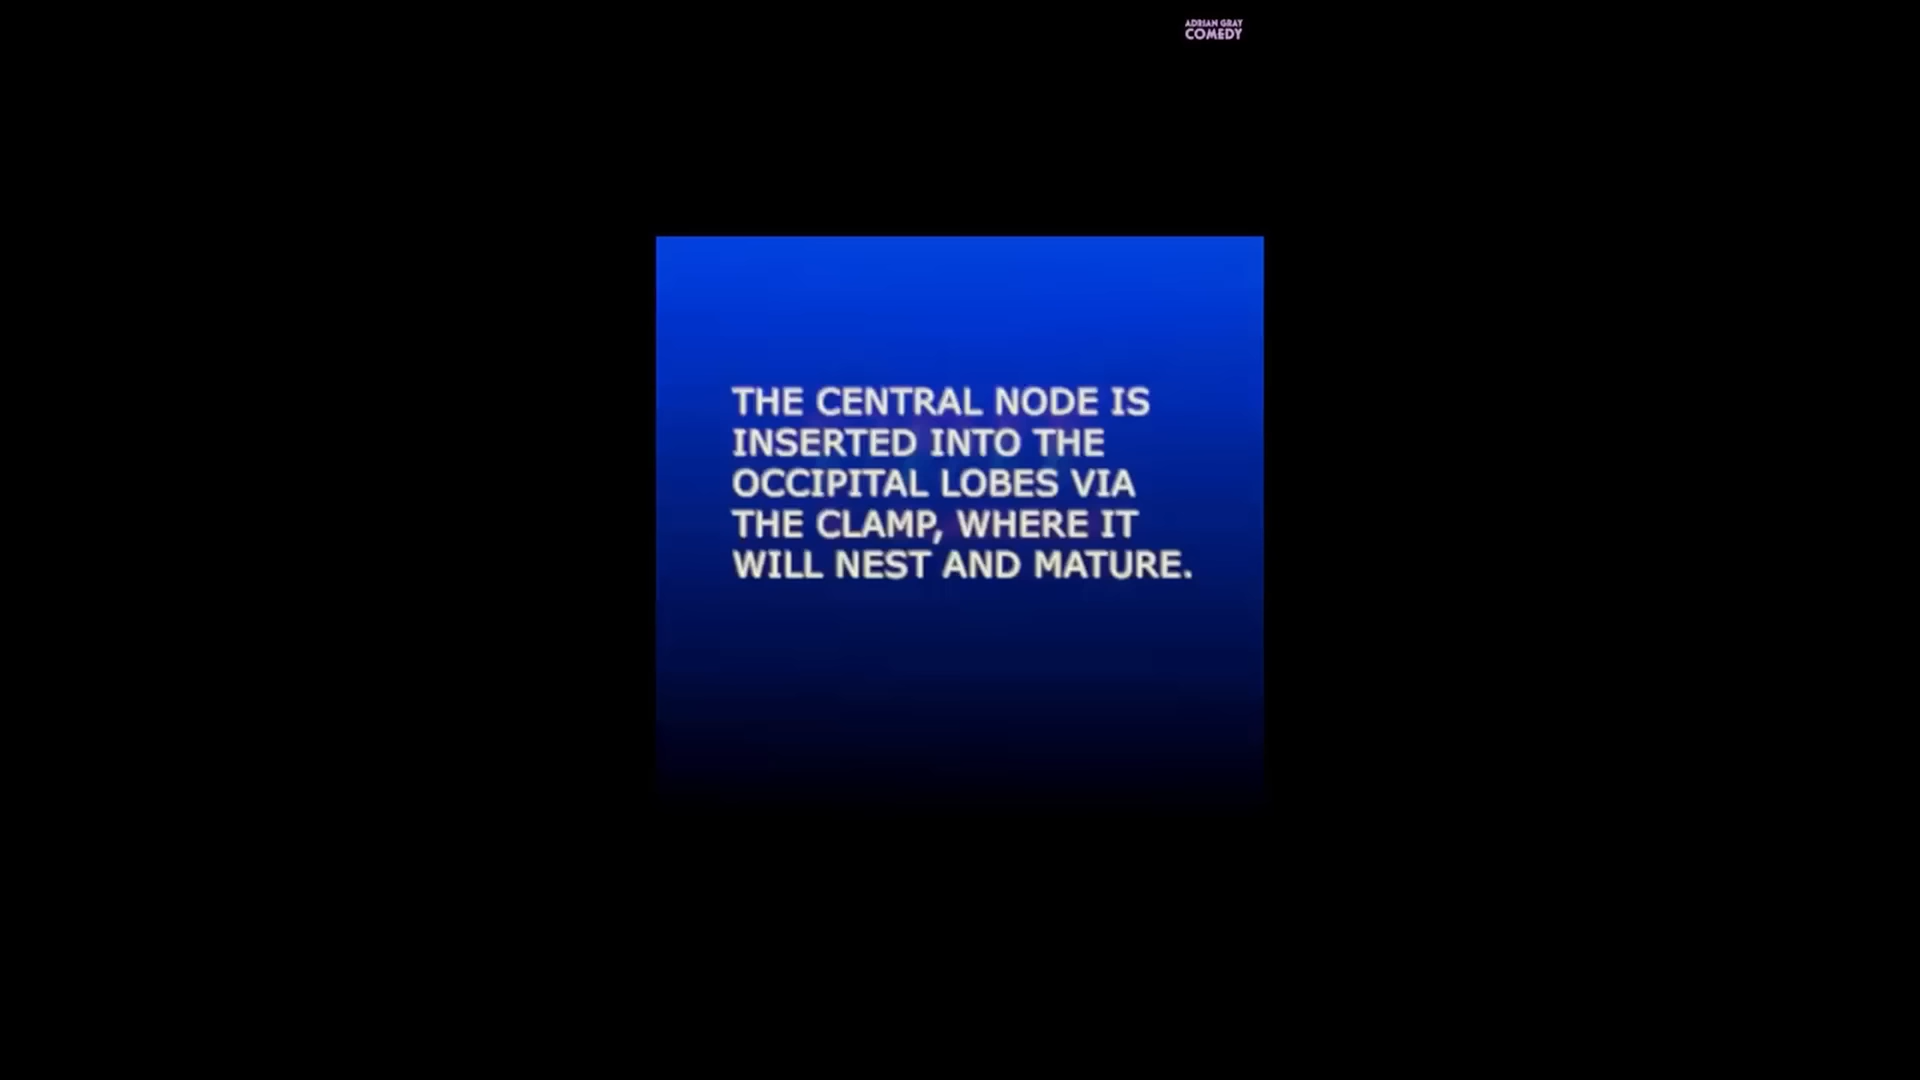 ADRIAN GRAY
COMEDY
THE CENTRAL NODE IS
INSERTED INTO THE
OCCIPITAL LOBES VIA
THE CLAMP, WHERE IT
WILL NEST AND MATURE.